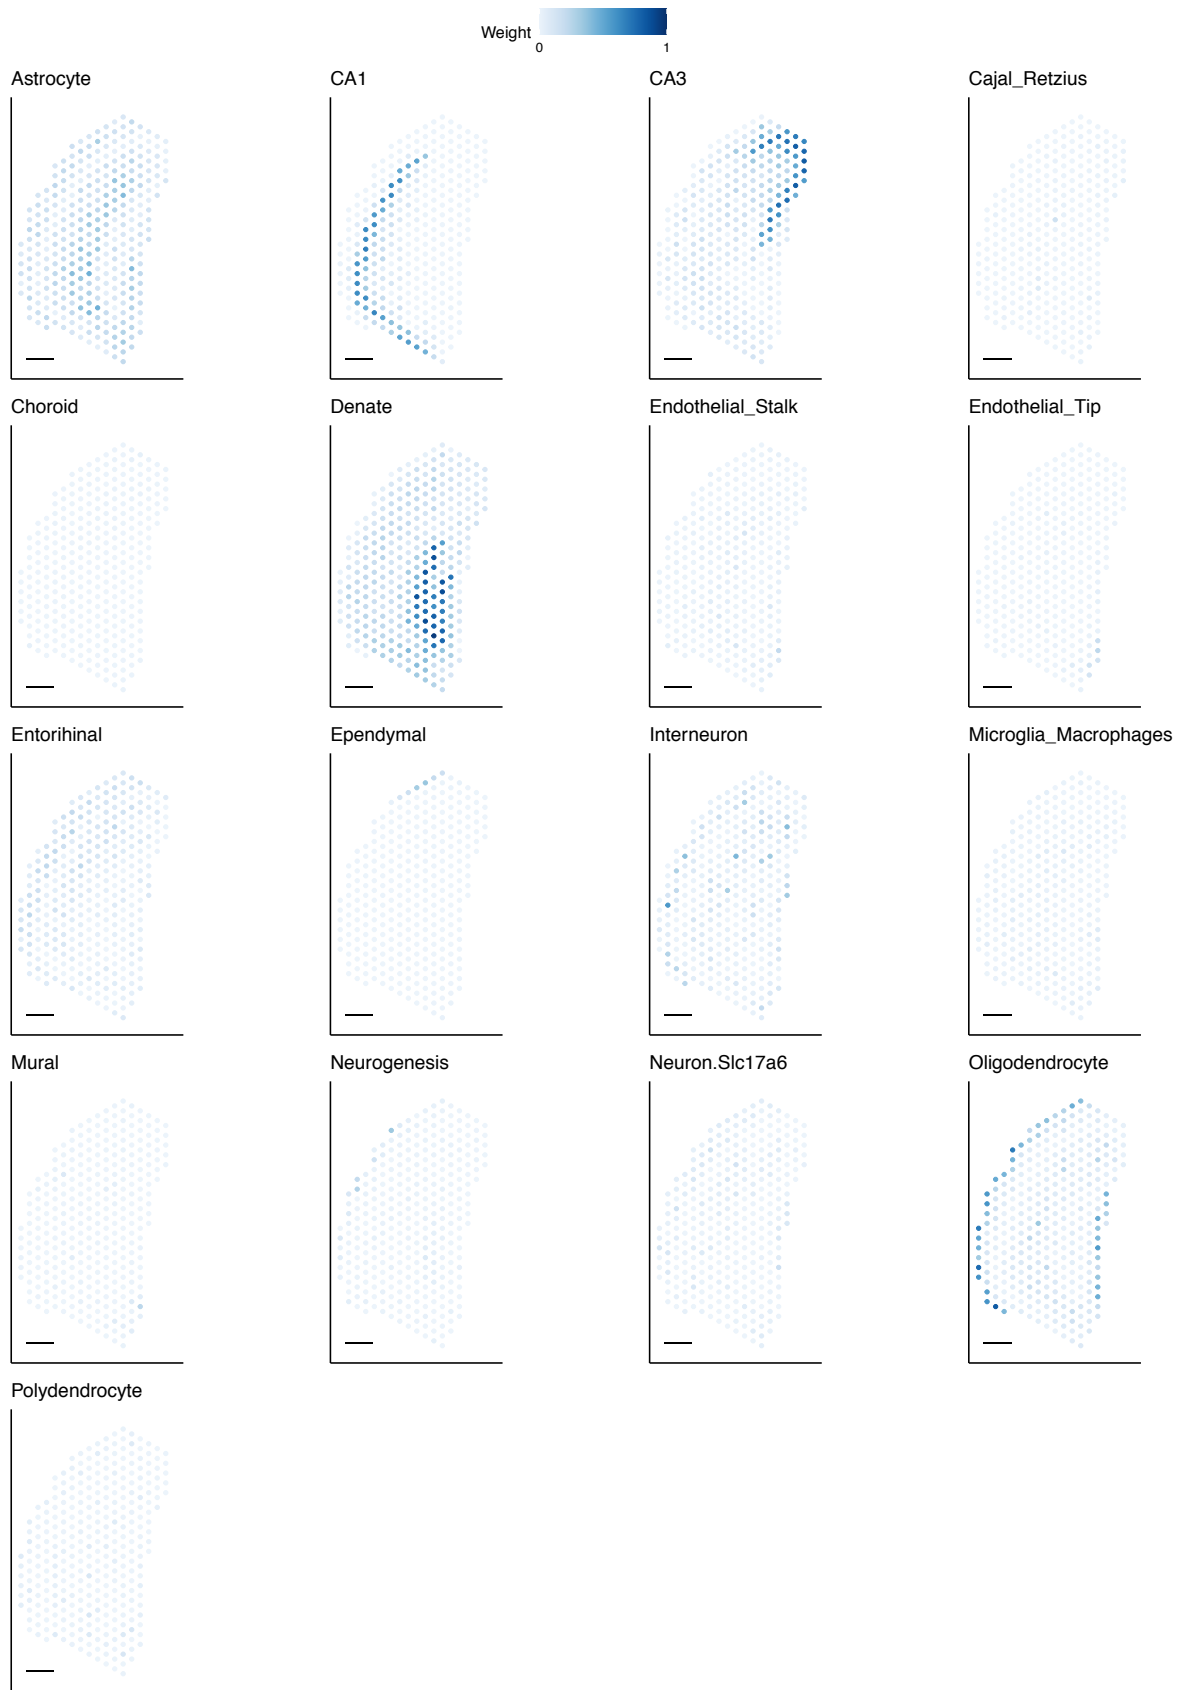 Weight
0 1
Astrocyte CA1 CA3 Cajal_Retzius
Choroid Denate Endothelial_Stalk Endothelial_Tip
Entorihinal Ependymal Interneuron Microglia_Macrophages
Mural Neurogenesis Neuron.Slc17a6 Oligodendrocyte
Polydendrocyte